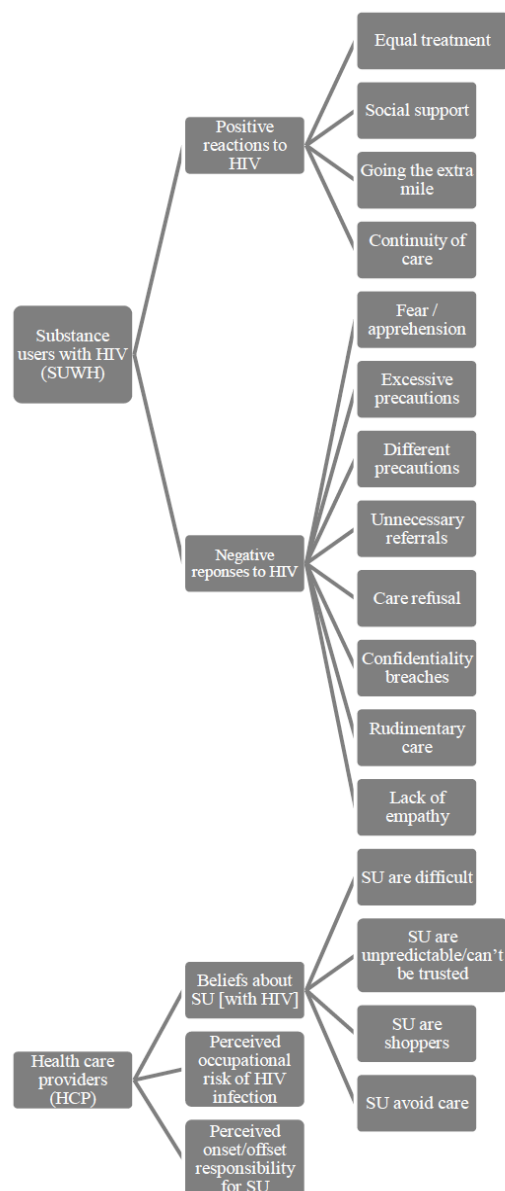 Substance
users with HIV
(SUWH)
Positive
reactions to
HIV
Equal treatment
Social support
Going the extra
mile
Continuity of
care
Negative
reponses to HIV
Fear /
apprehension
Excessive
precautions
Different
precautions
Unnecessary
referrals
Care refusal
Confidentiality
breaches
Rudimentary
care
Lack of
empathy
Health care
providers
(HCP)
Beliefs about
SU [with HIV]
SU are difficult
SU are
unpredictable/can’t
be trusted
SU are
shoppers
SU avoid care
Perceived
occupational
risk of HIV
infection
Perceived
onset/offset
responsibility
for SU